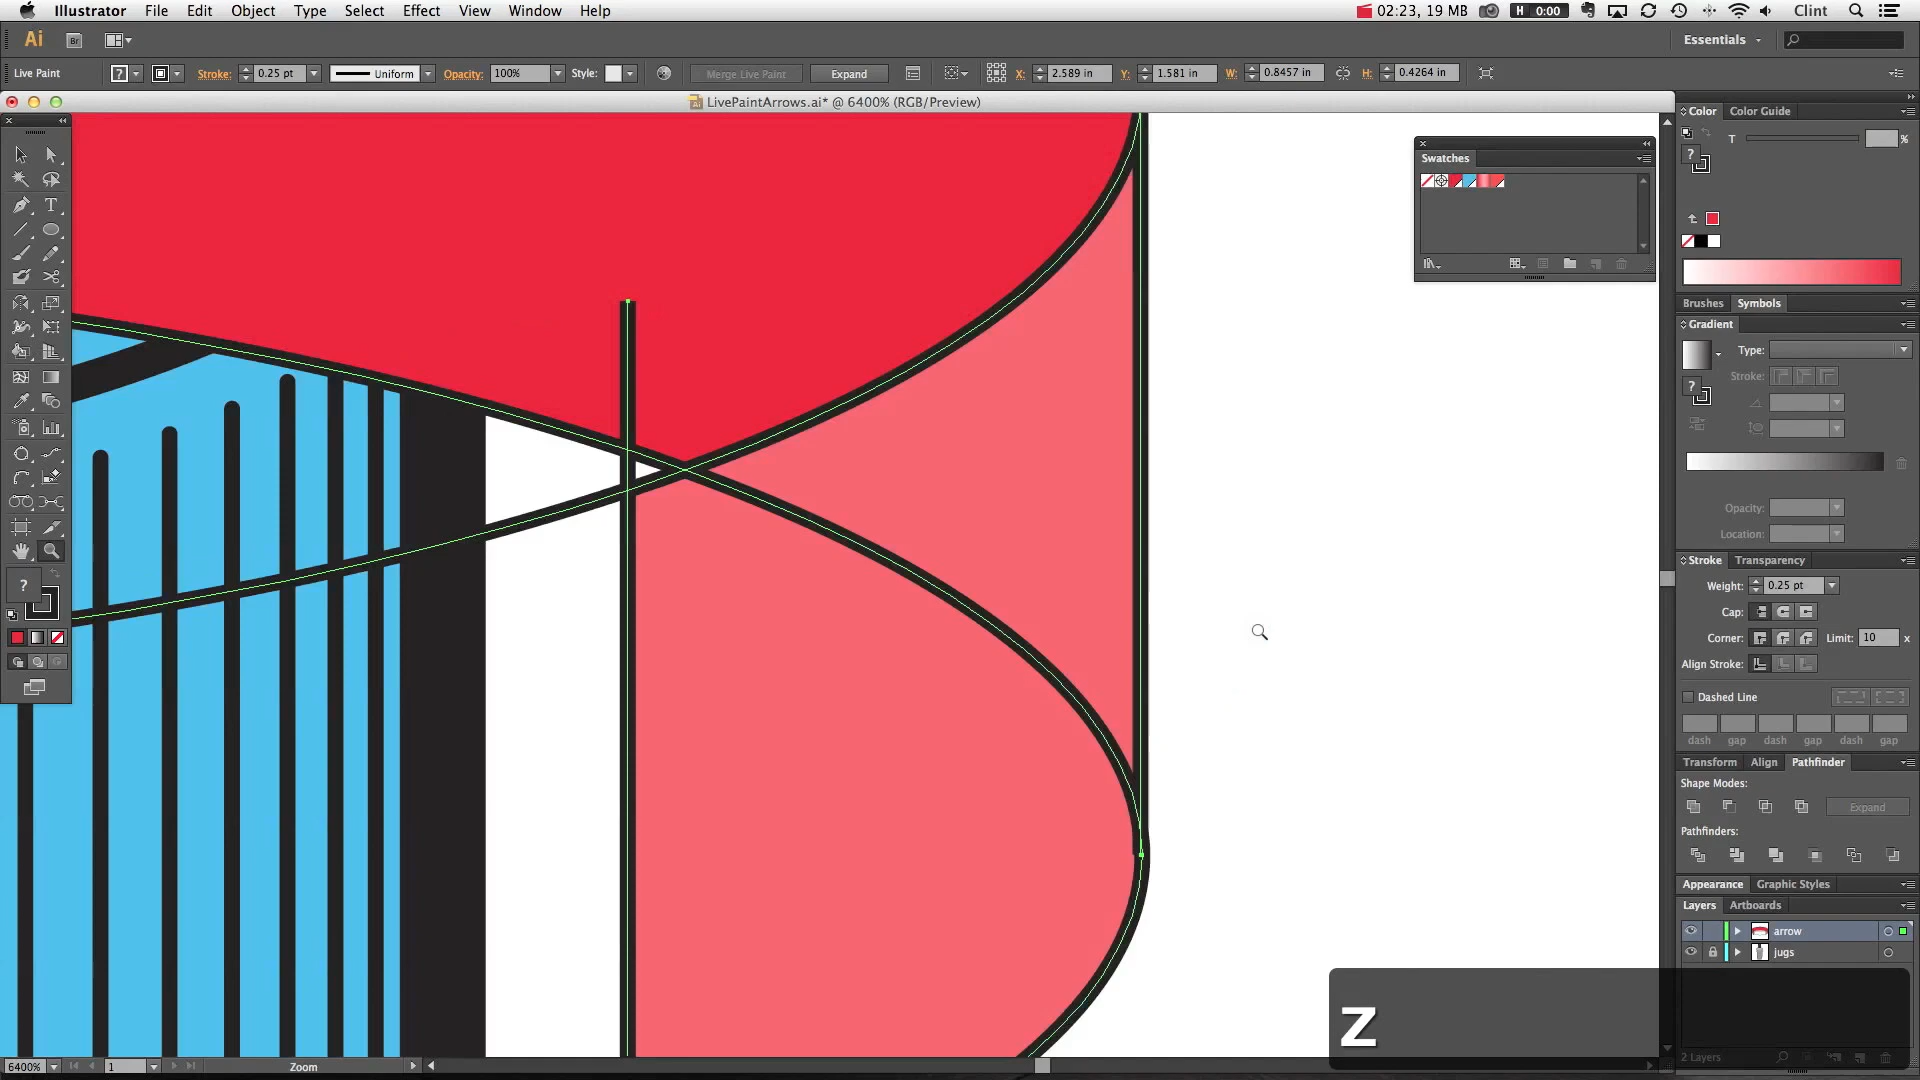 Illustrator File Edit Object Type Select Effect View Window Help
02:23, 19 MB H 0:00 Clint
Ai Br Essentials
Live Paint ? Stroke: 0.25 pt Uniform Opacity: 100% Style: Merge Live Paint Expand X: 2.589 in Y: 1.581 in W: 0.8457 in H: 0.4264 in
LivePaintArrows.ai* @ 6400% (RGB/Preview)
Color Color Guide
T %
?
Swatches
Brushes Symbols
Gradient
Type:
Stroke:
?
Opacity:
Location:
Stroke Transparency
Weight: 0.25 pt
Cap:
Corner: Limit: 10 x
Align Stroke:
Dashed Line
dash gap dash gap dash gap
Transform Align Pathfinder
Shape Modes:
Expand
Pathfinders:
Appearance Graphic Styles
Layers Artboards
arrow
jugs
2 Layers
T
?
Z
6400% 1 Zoom